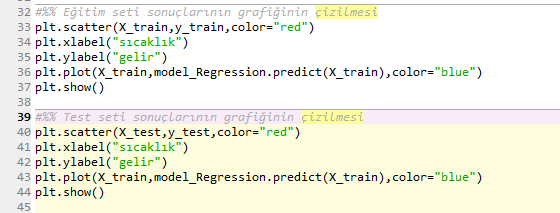 32 #%% Eğitim seti sonuçlarının grafiğinin çizilmesi
33 plt.scatter(X_train,y_train,color="red")
34 plt.xlabel("sıcaklık")
35 plt.ylabel("gelir")
36 plt.plot(X_train,model_Regression.predict(X_train),color="blue")
37 plt.show()
38
39 #%% Test seti sonuçlarının grafiğinin çizilmesi
40 plt.scatter(X_test,y_test,color="red")
41 plt.xlabel("sıcaklık")
42 plt.ylabel("gelir")
43 plt.plot(X_train,model_Regression.predict(X_train),color="blue")
44 plt.show()
45